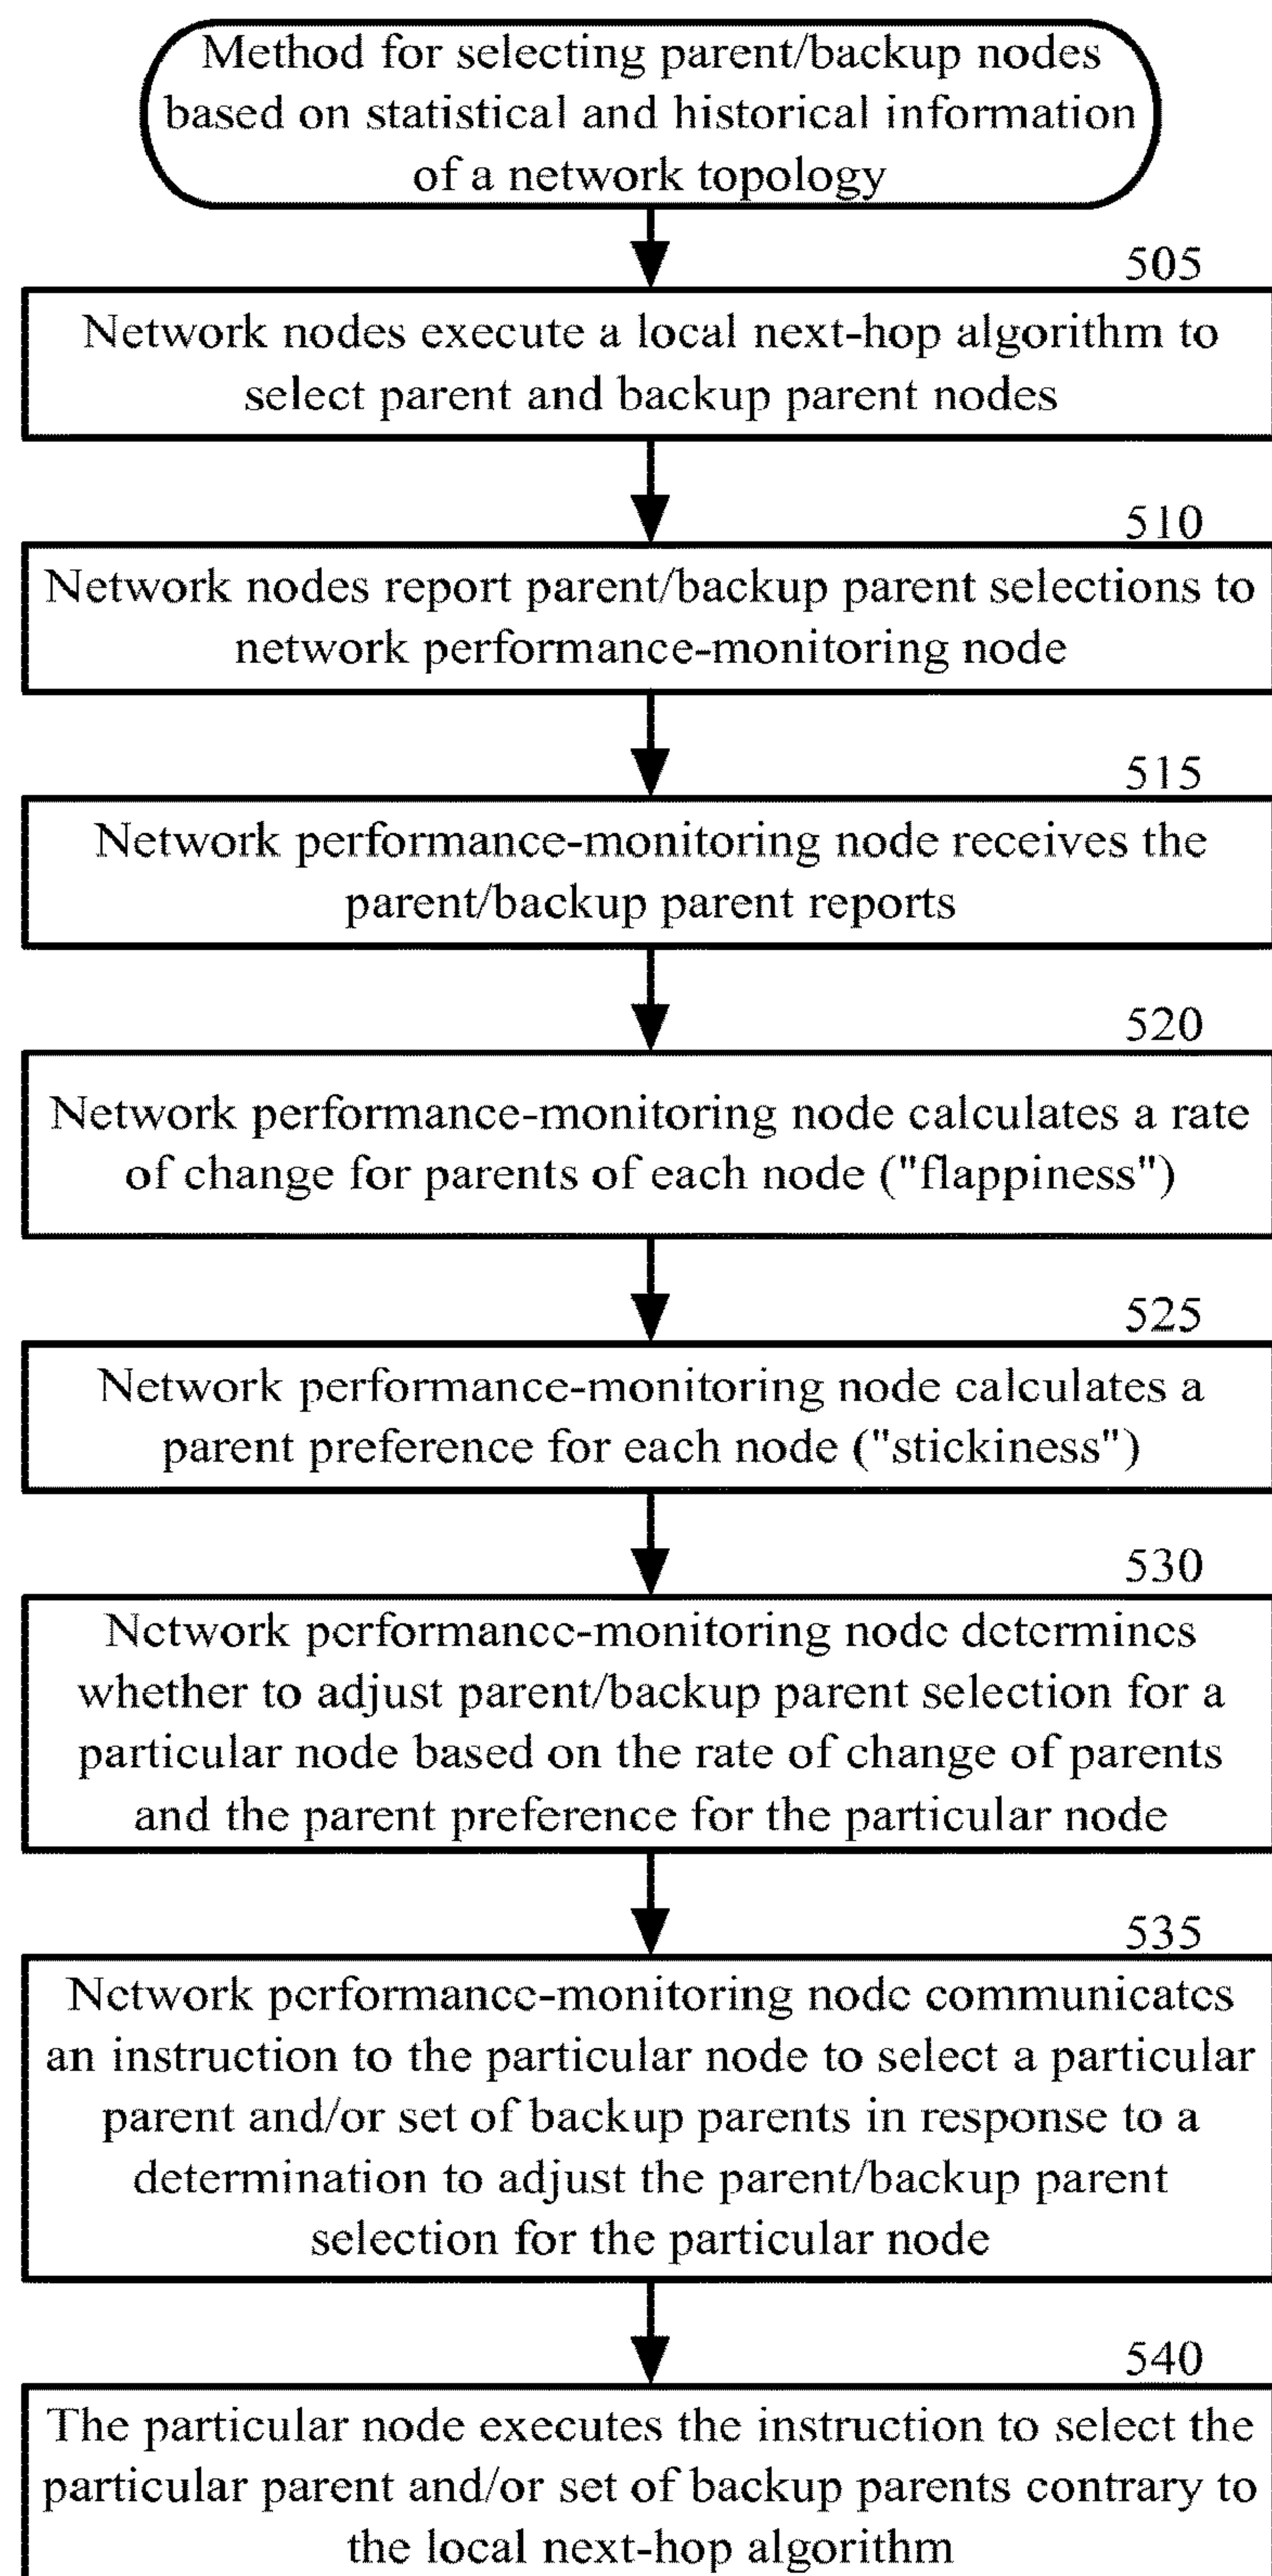 Method for selecting parent/backup nodes
based on statistical and historical information
of a network topology
505
Network nodes execute a local next-hop algorithm to
select parent and backup parent nodes
510
Network nodes report parent/backup parent selections to
network performance-monitoring node
515
Network performance-monitoring node receives the
parent/backup parent reports
520
Network performance-monitoring node calculates a rate
of change for parents of each node ("flappiness")
525
Network performance-monitoring node calculates a
parent preference for each node ("stickiness")
530
Network performance-monitoring node determines
whether to adjust parent/backup parent selection for a
particular node based on the rate of change of parents
and the parent preference for the particular node
535
Network performance-monitoring node communicates
an instruction to the particular node to select a particular
parent and/or set of backup parents in response to a
determination to adjust the parent/backup parent
selection for the particular node
540
The particular node executes the instruction to select the
particular parent and/or set of backup parents contrary to
the local next-hop algorithm